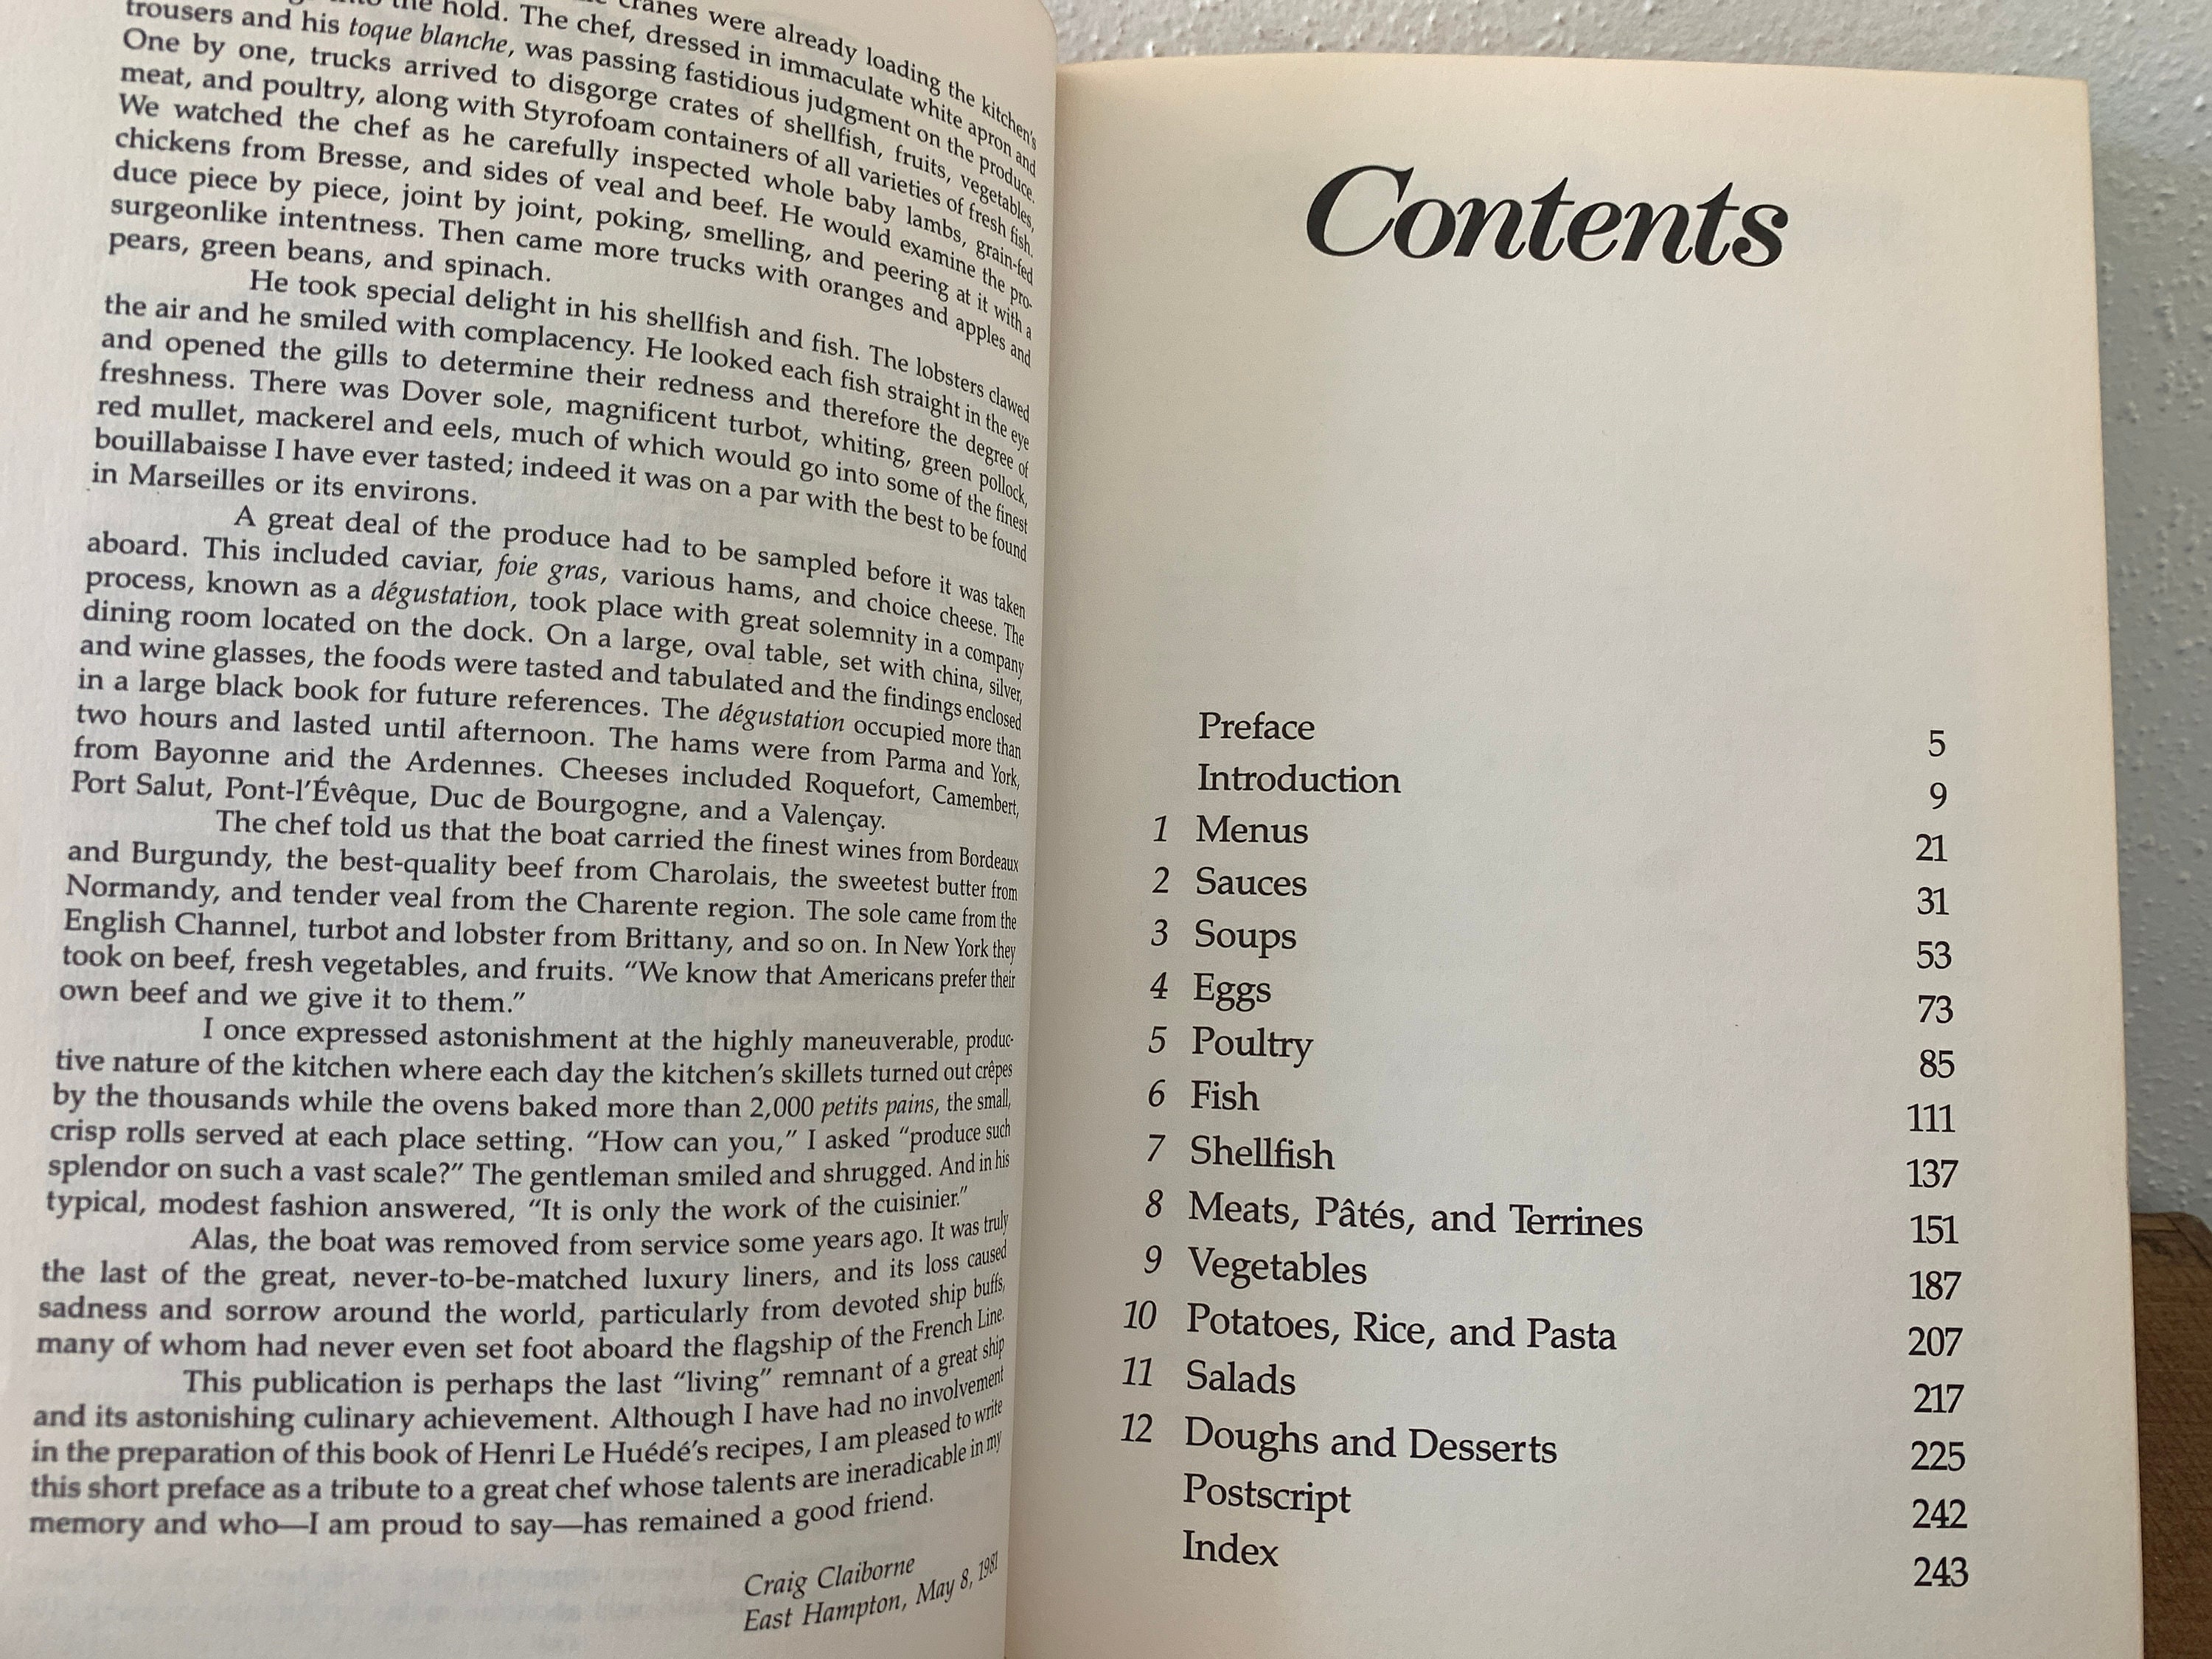 the hold. The chef, dressed in immaculate white apron and
cranes were already loading the kitchen's
trousers and his toque blanche, was passing fastidious judgment on the produce.
One by one, trucks arrived to disgorge crates of shellfish, fruits, vegetables,
meat, and poultry, along with Styrofoam containers of all varieties of fresh fish.
We watched the chef as he carefully inspected whole baby lambs, grain-fed
chickens from Bresse, and sides of veal and beef. He would examine the pro-
duce piece by piece, joint by joint, poking, smelling, and peering at it with a
surgeonlike intentness. Then came more trucks with oranges and apples and
pears, green beans, and spinach.
He took special delight in his shellfish and fish. The lobsters clawed
the air and he smiled with complacency. He looked each fish straight in the eye
and opened the gills to determine their redness and therefore the degree of
freshness. There was Dover sole, magnificent turbot, whiting, green pollock,
red mullet, mackerel and eels, much of which would go into some of the finest
bouillabaisse I have ever tasted; indeed it was on a par with the best to be found
in Marseilles or its environs.
A great deal of the produce had to be sampled before it was taken
aboard. This included caviar, foie gras, various hams, and choice cheese. The
process, known as a dégustation, took place with great solemnity in a company
dining room located on the dock. On a large, oval table, set with china, silver,
and wine glasses, the foods were tasted and tabulated and the findings enclosed
in a large black book for future references. The dégustation occupied more than
two hours and lasted until afternoon. The hams were from Parma and York,
from Bayonne and the Ardennes. Cheeses included Roquefort, Camembert,
Port Salut, Pont-l'Évêque, Duc de Bourgogne, and a Valençay.
The chef told us that the boat carried the finest wines from Bordeaux
and Burgundy, the best-quality beef from Charolais, the sweetest butter from
Normandy, and tender veal from the Charente region. The sole came from the
English Channel, turbot and lobster from Brittany, and so on. In New York they
took on beef, fresh vegetables, and fruits. “We know that Americans prefer their
own beef and we give it to them.”
I once expressed astonishment at the highly maneuverable, produc-
tive nature of the kitchen where each day the kitchen's skillets turned out crêpes
by the thousands while the ovens baked more than 2,000 petits pains, the small,
crisp rolls served at each place setting. “How can you,” I asked “produce such
splendor on such a vast scale?” The gentleman smiled and shrugged. And in his
typical, modest fashion answered, “It is only the work of the cuisinier.”
Alas, the boat was removed from service some years ago. It was truly
the last of the great, never-to-be-matched luxury liners, and its loss caused
sadness and sorrow around the world, particularly from devoted ship buffs,
many of whom had never even set foot aboard the flagship of the French Line.
This publication is perhaps the last “living” remnant of a great ship
and its astonishing culinary achievement. Although I have had no involvement
in the preparation of this book of Henri Le Huédé's recipes, I am pleased to write
this short preface as a tribute to a great chef whose talents are ineradicable in my
memory and who—I am proud to say—has remained a good friend.
Craig Claiborne
East Hampton, May 8, 1981
Contents
Preface 5
Introduction 9
1 Menus 21
2 Sauces 31
3 Soups 53
4 Eggs 73
5 Poultry 85
6 Fish 111
7 Shellfish 137
8 Meats, Pâtés, and Terrines 151
9 Vegetables 187
10 Potatoes, Rice, and Pasta 207
11 Salads 217
12 Doughs and Desserts 225
Postscript 242
Index 243